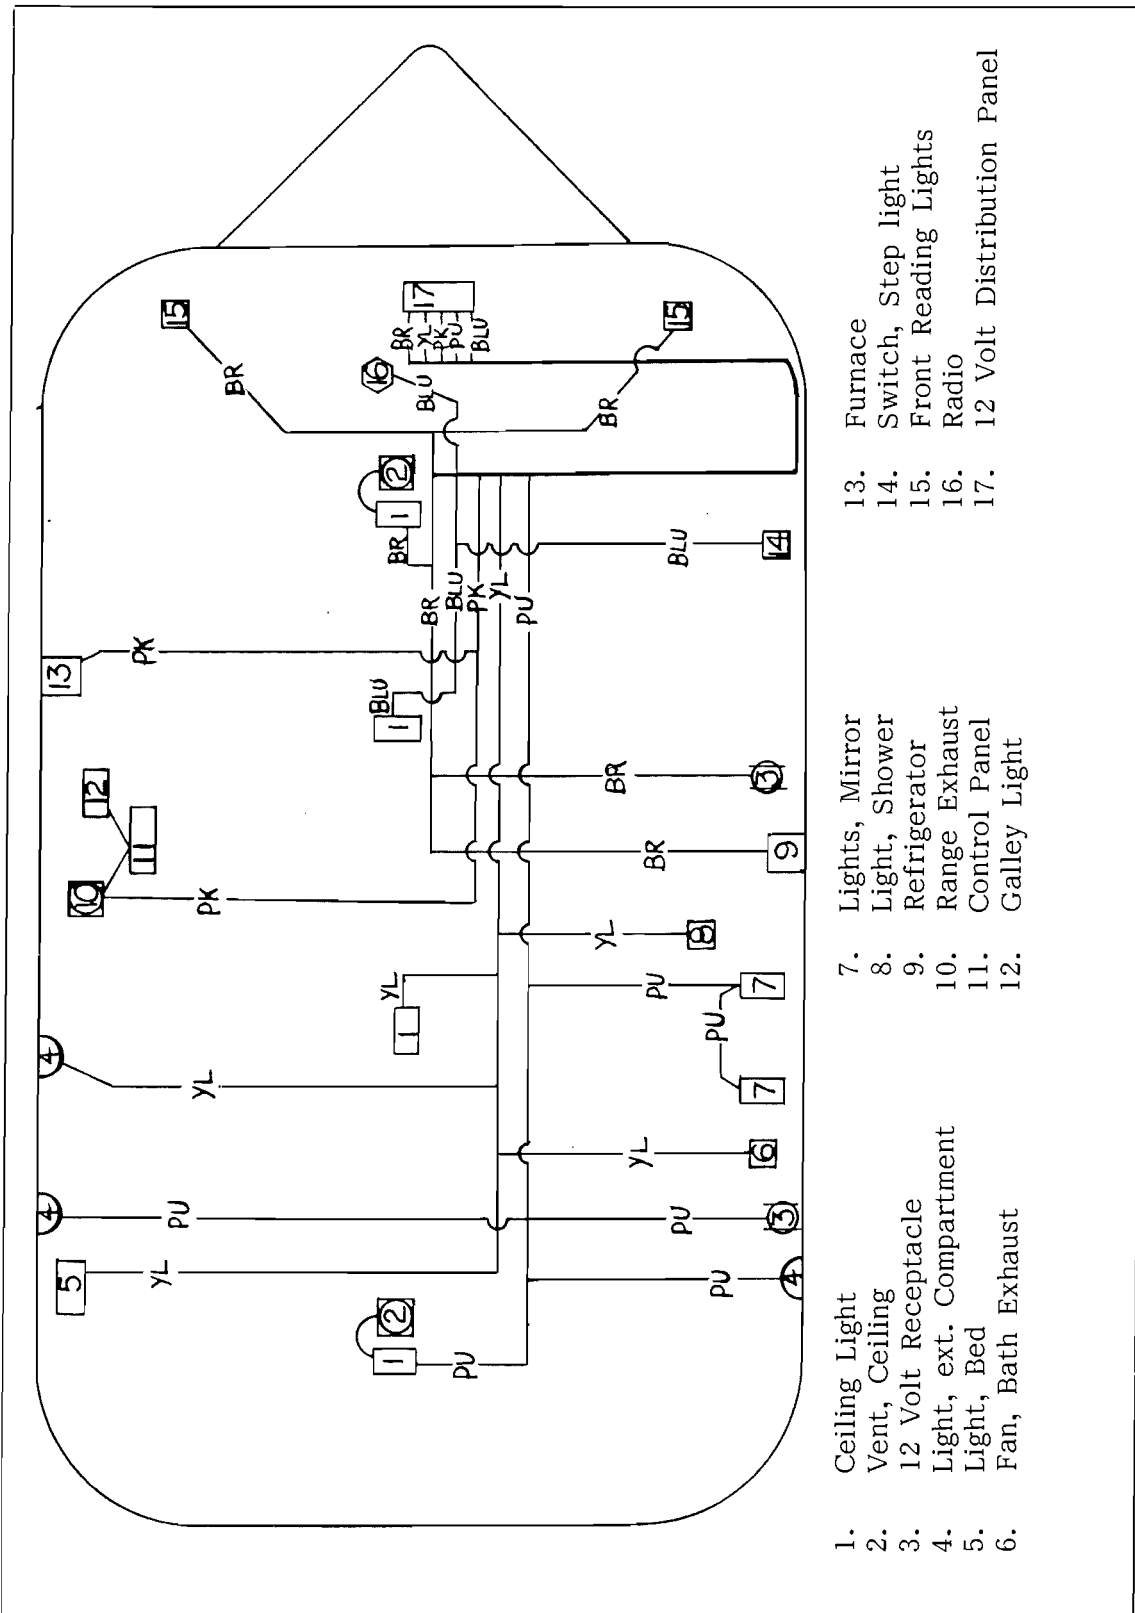 15
BR
17
BR
YL
PK
PU
BLU
16
BLU
15
BR
2
1
BR
BR
BLU
PK
YL
PU
BLU
14
13
PK
1
BLU
12
11
10
PK
BR
3
BR
9
YL
8
1
YL
PU
7
PU
7
4
YL
YL
6
4
PU
PU
3
5
YL
PU
4
2
1
PU
1. Ceiling Light
2. Vent, Ceiling
3. 12 Volt Receptacle
4. Light, ext. Compartment
5. Light, Bed
6. Fan, Bath Exhaust
7. Lights, Mirror
8. Light, Shower
9. Refrigerator
10. Range Exhaust
11. Control Panel
12. Galley Light
13. Furnace
14. Switch, Step light
15. Front Reading Lights
16. Radio
17. 12 Volt Distribution Panel